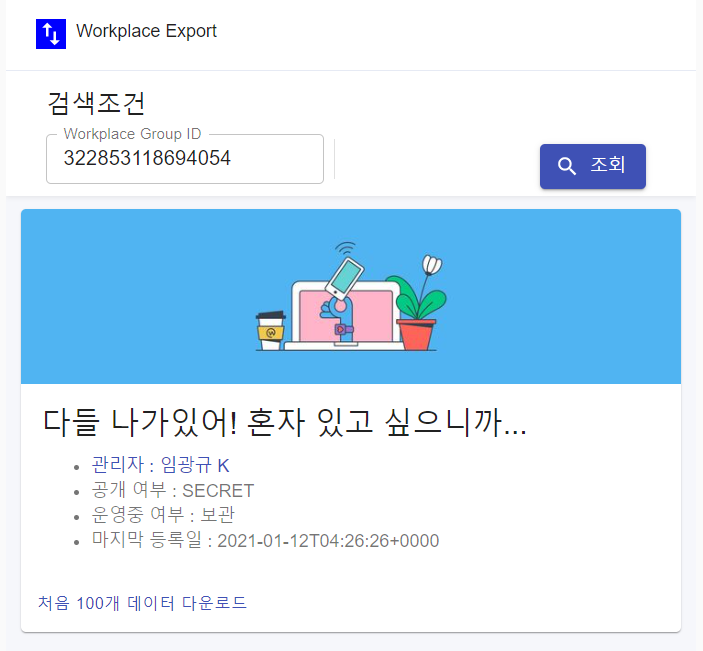 Workplace Export
검색조건
Workplace Group ID
322853118694054
조회
다들 나가있어! 혼자 있고 싶으니까...
관리자 : 임광규 K
공개 여부 : SECRET
운영중 여부 : 보관
마지막 등록일 : 2021-01-12T04:26:26+0000
처음 100개 데이터 다운로드